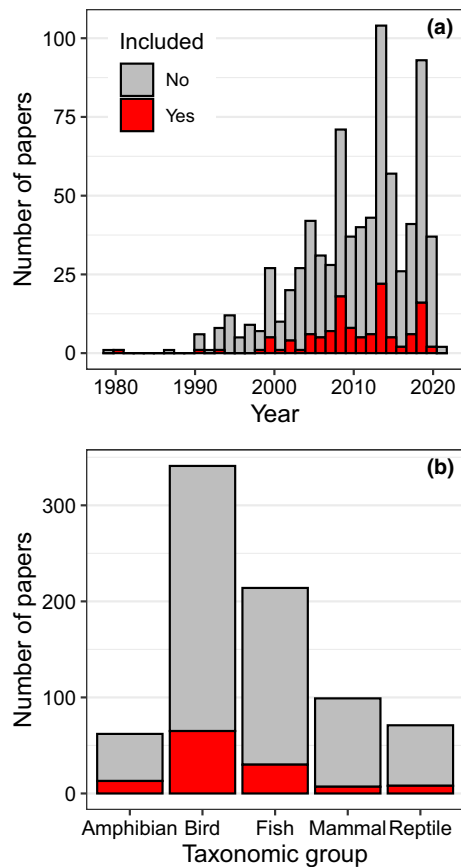 (a)
Included
No
Yes
Number of papers
100
75
50
25
0
1980 1990 2000 2010 2020
Year
(b)
Number of papers
300
200
100
0
Amphibian Bird Fish Mammal Reptile
Taxonomic group